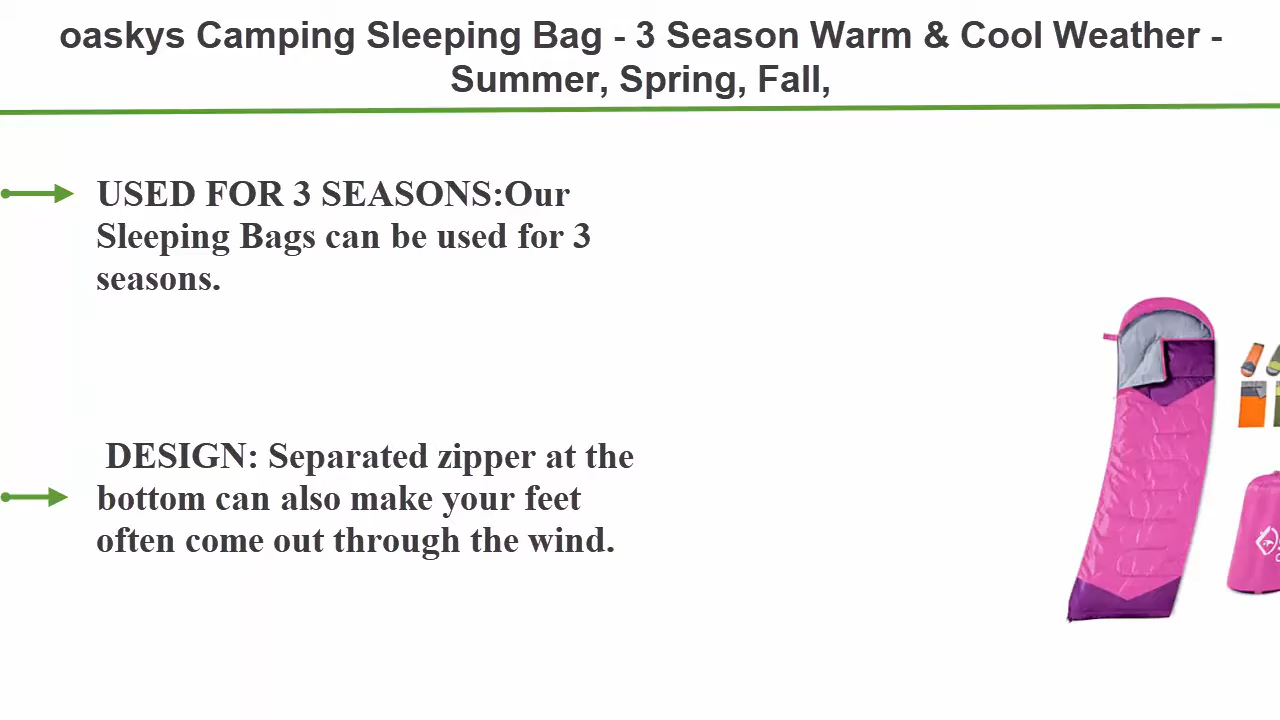 oaskys Camping Sleeping Bag - 3 Season Warm & Cool Weather -
Summer, Spring, Fall,
USED FOR 3 SEASONS:Our
Sleeping Bags can be used for 3
seasons.
DESIGN: Separated zipper at the
bottom can also make your feet
often come out through the wind.